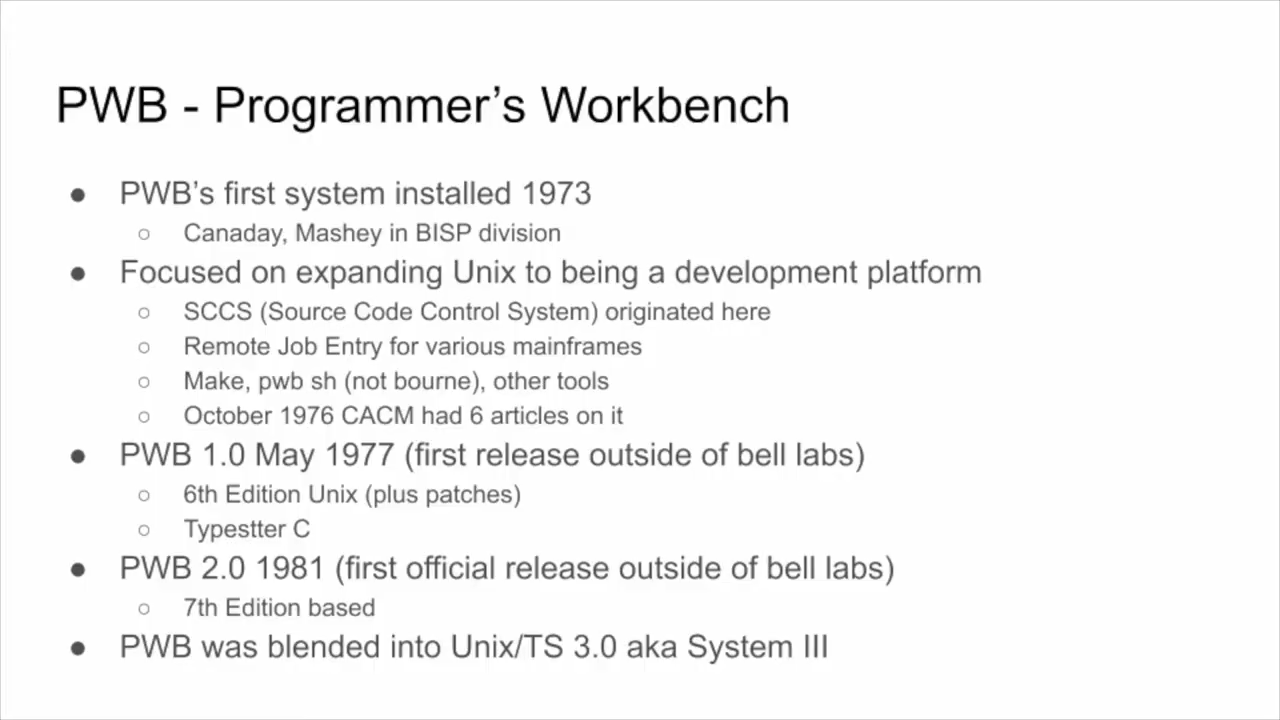 PWB - Programmer’s Workbench
● PWB’s first system installed 1973
○ Canaday, Mashey in BISP division
● Focused on expanding Unix to being a development platform
○ SCCS (Source Code Control System) originated here
○ Remote Job Entry for various mainframes
○ Make, pwb sh (not bourne), other tools
○ October 1976 CACM had 6 articles on it
● PWB 1.0 May 1977 (first release outside of bell labs)
○ 6th Edition Unix (plus patches)
○ Typestter C
● PWB 2.0 1981 (first official release outside of bell labs)
○ 7th Edition based
● PWB was blended into Unix/TS 3.0 aka System III